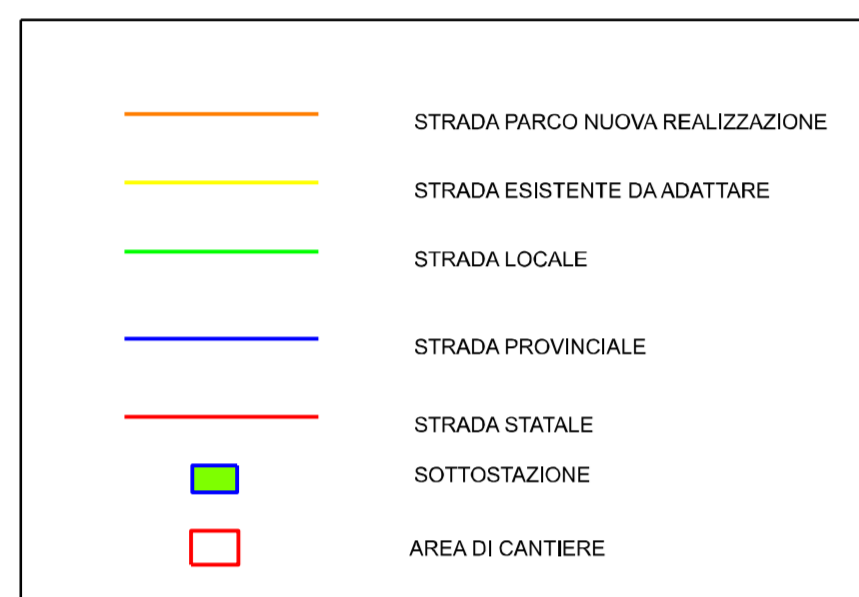 STRADA PARCO NUOVA REALIZZAZIONE
STRADA ESISTENTE DA ADATTARE
STRADA LOCALE
STRADA PROVINCIALE
STRADA STATALE
SOTTOSTAZIONE
AREA DI CANTIERE